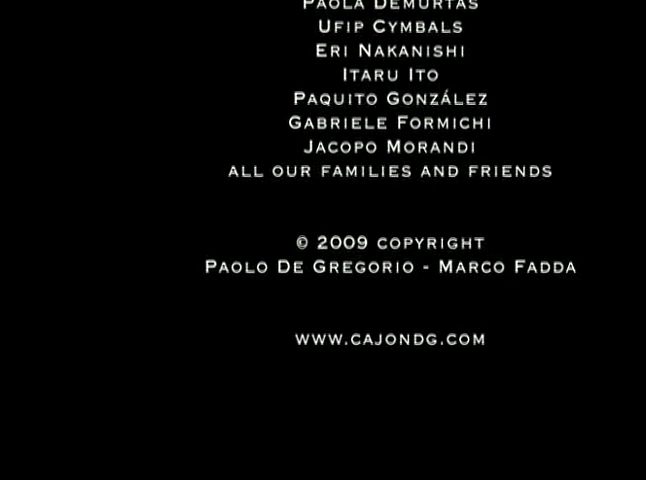 Paola Demurtas
Ufip Cymbals
Eri Nakanishi
Itaru Ito
Paquito González
Gabriele Formichi
Jacopo Morandi
all our families and friends
© 2009 copyright
Paolo De Gregorio - Marco Fadda
www.cajondg.com